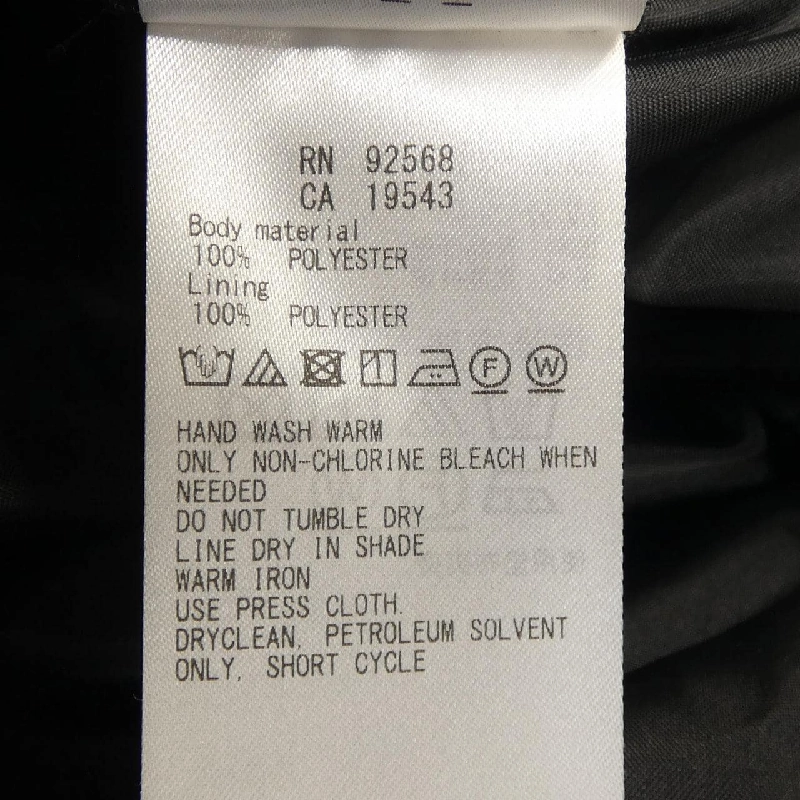 RN 92568
CA 19543
Body material
100% POLYESTER
Lining
100% POLYESTER
F W
HAND WASH WARM
ONLY NON-CHLORINE BLEACH WHEN
NEEDED
DO NOT TUMBLE DRY
LINE DRY IN SHADE
WARM IRON
USE PRESS CLOTH.
DRYCLEAN, PETROLEUM SOLVENT
ONLY, SHORT CYCLE